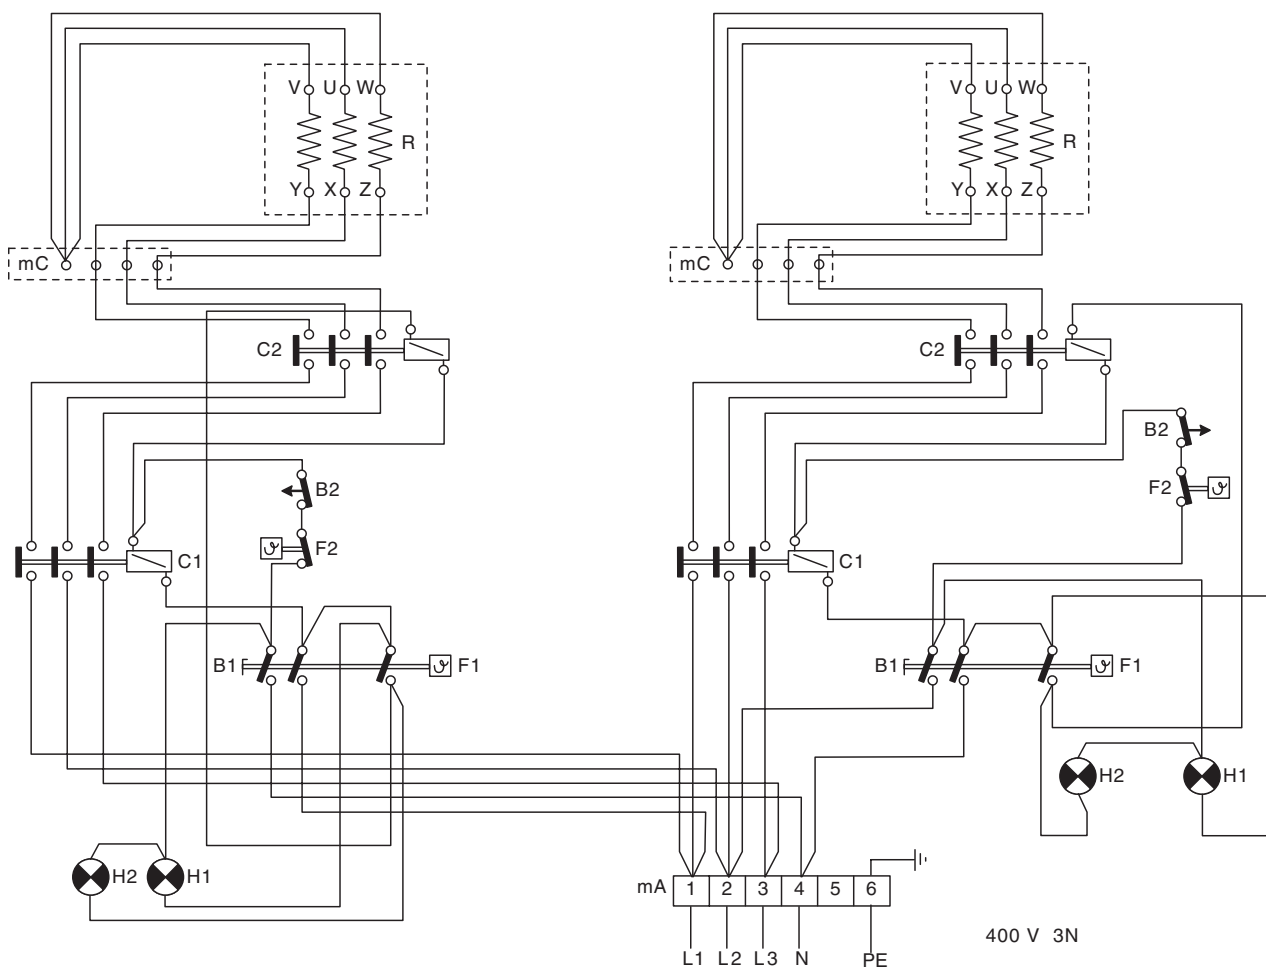 V U W
R
Y X Z
mC
C2
B2
ϑ F2
C1
B1 ϑ F1
H2 H1
V U W
R
Y X Z
mC
C2
B2
F2 ϑ
C1
B1 ϑ F1
H2 H1
mA 1 2 3 4 5 6
L1 L2 L3 N PE
400 V 3N